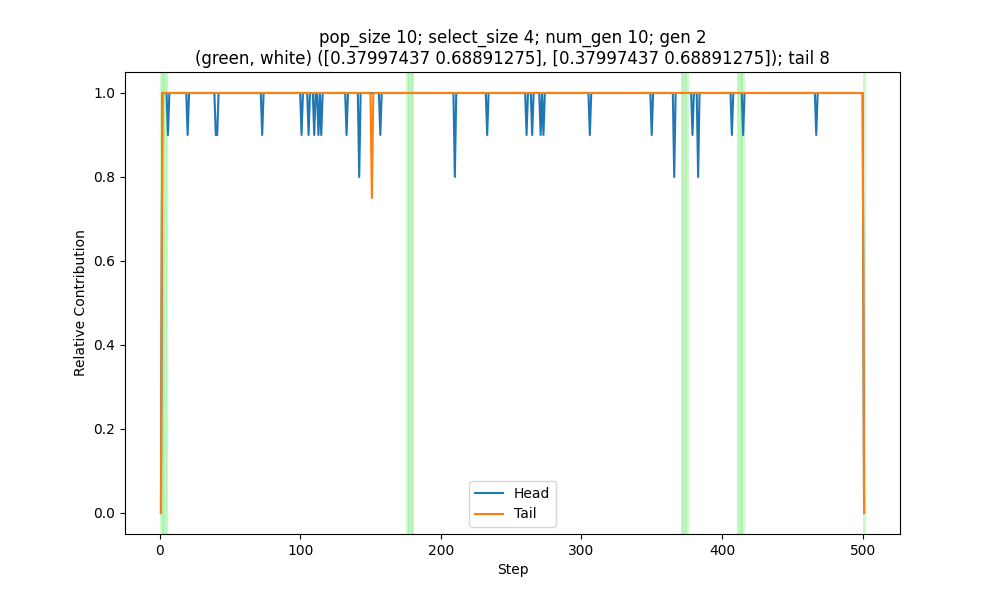 pop_size 10; select_size 4; num_gen 10; gen 2
(green, white) ([0.37997437 0.68891275], [0.37997437 0.68891275]); tail 8
1.0
0.8
0.6
0.4
0.2
0.0
Relative Contribution
Head
Tail
0 100 200 300 400 500
Step